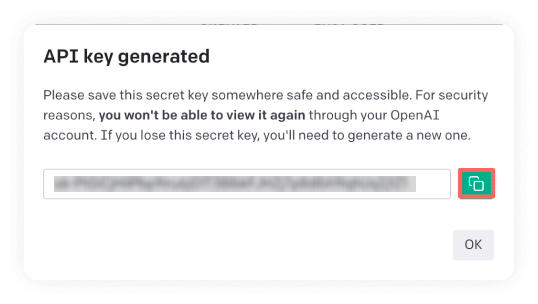 API key generated
Please save this secret key somewhere safe and accessible. For security
reasons, you won't be able to view it again through your OpenAI
account. If you lose this secret key, you'll need to generate a new one.
OK